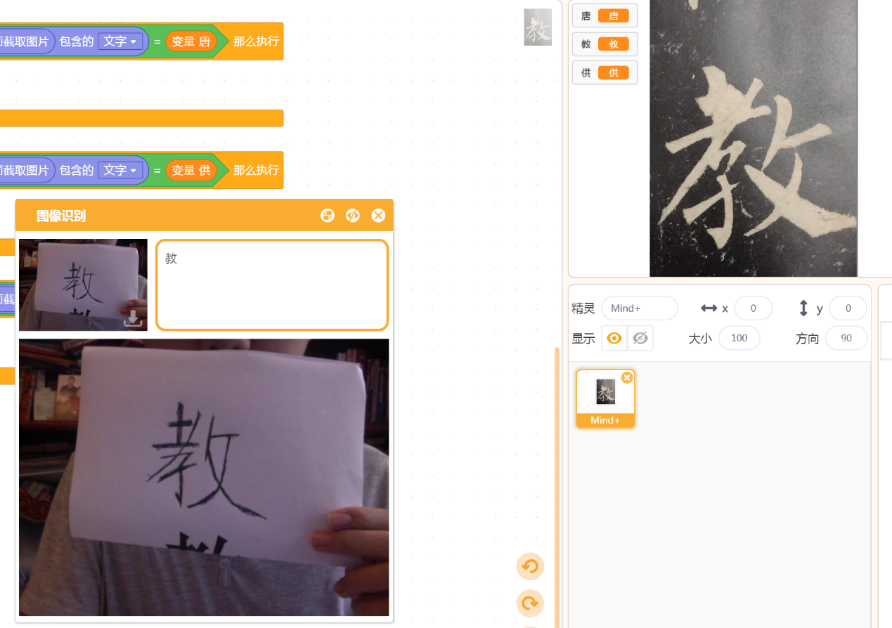 截取图片 包含的 文字 = 变量 唐 那么执行
截取图片 包含的 文字 = 变量 供 那么执行
图像识别
教
教
教
唐 唐
教 教
供 供
教
精灵 Mind+ x 0 y 0
显示 大小 100 方向 90
Mind+